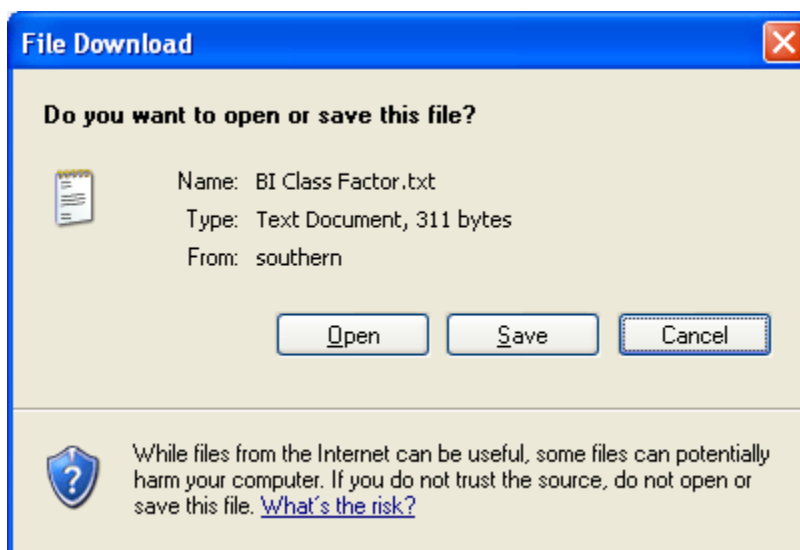 File Download
Do you want to open or save this file?
Name: BI Class Factor.txt
Type: Text Document, 311 bytes
From: southern
Open Save Cancel
While files from the Internet can be useful, some files can potentially
harm your computer. If you do not trust the source, do not open or
save this file. What's the risk?